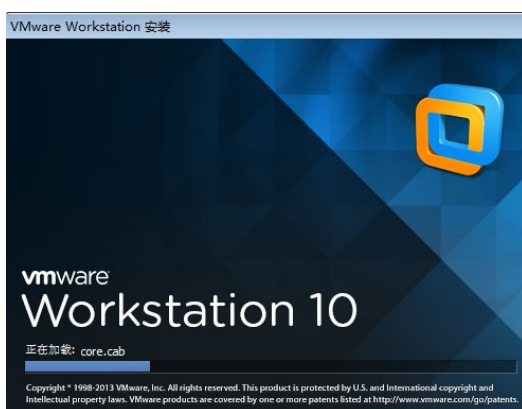 VMware Workstation 安装
vmware
Workstation 10
正在加载: core.cab
Copyright © 1998-2013 VMware, Inc. All rights reserved. This product is protected by U.S. and International copyright and
Intellectual property laws. VMware products are covered by one or more patents listed at http://www.vmware.com/go/patents.